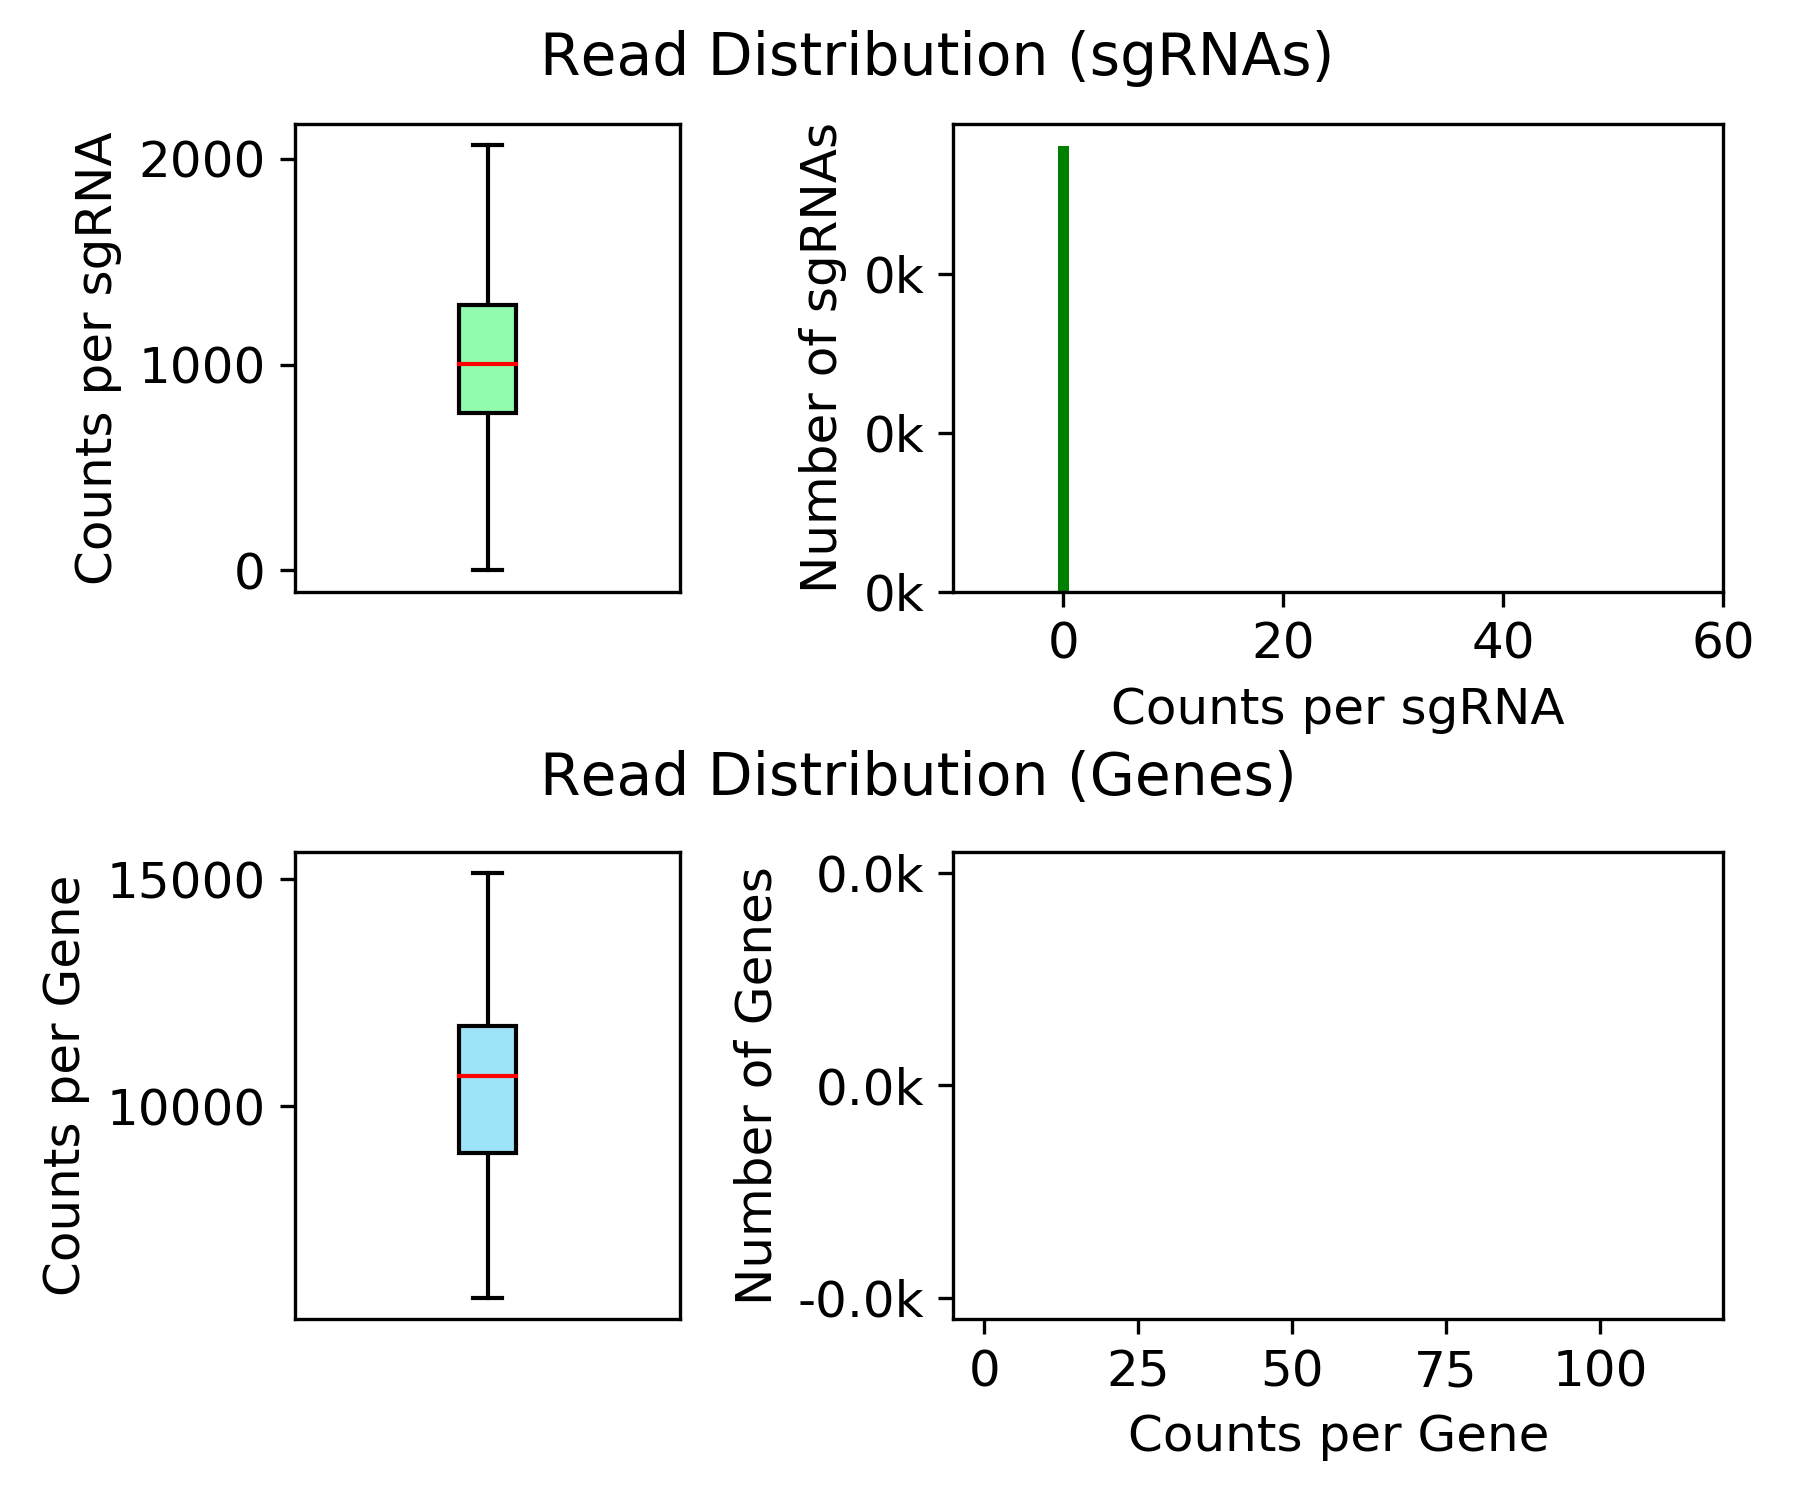 Read Distribution (sgRNAs)
Counts per sgRNA
2000
1000
0
Number of sgRNAs
0k
0k
0k
0 20 40 60
Counts per sgRNA
Read Distribution (Genes)
Counts per Gene
15000
10000
Number of Genes
0.0k
0.0k
-0.0k
0 25 50 75 100
Counts per Gene